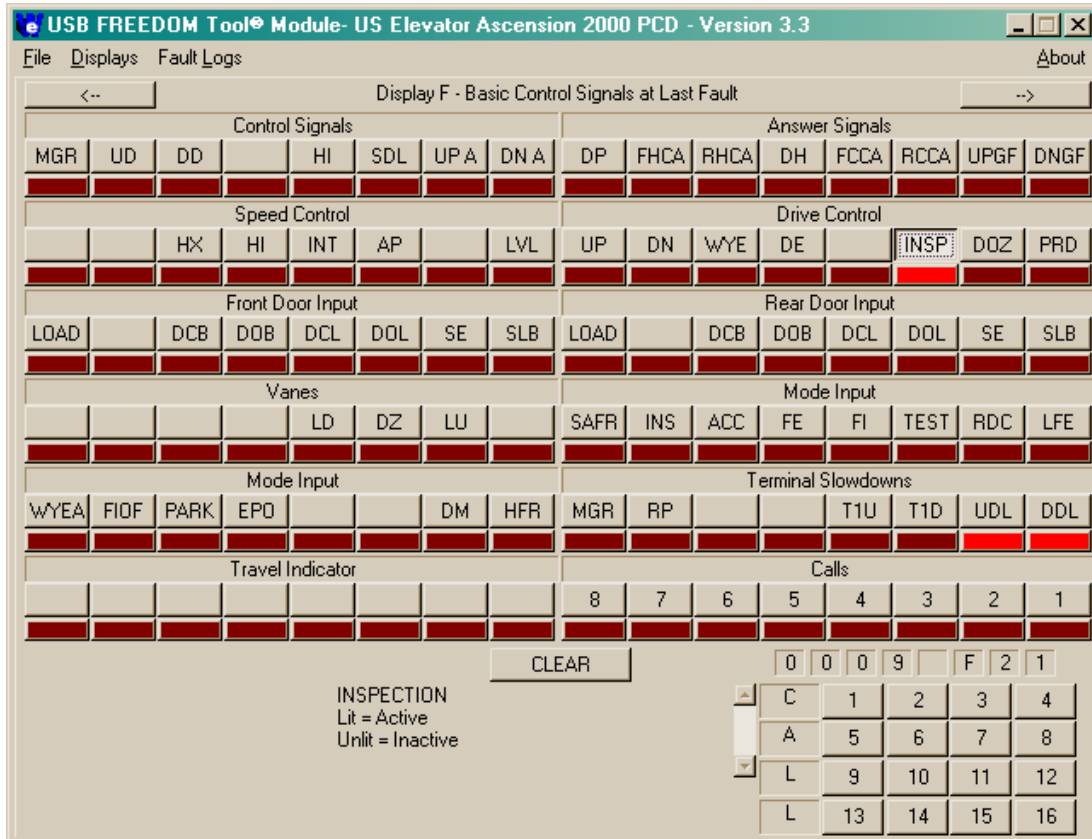 USB FREEDOM Tool® Module- US Elevator Ascension 2000 PCD - Version 3.3
File Displays Fault Logs About
<-- Display F - Basic Control Signals at Last Fault -->
Control Signals Answer Signals
MGR UD DD HI SDL UP A DN A DP FHCA RHCA DH FCCA RCCA UPGF DNGF
Speed Control Drive Control
HX HI INT AP LVL UP DN WYE DE INSP DOZ PRD
Front Door Input Rear Door Input
LOAD DCB DOB DCL DOL SE SLB LOAD DCB DOB DCL DOL SE SLB
Vanes Mode Input
LD DZ LU SAFR INS ACC FE FI TEST RDC LFE
Mode Input Terminal Slowdowns
WYEA FIOF PARK EPO DM HFR MGR RP T1U T1D UDL DDL
Travel Indicator Calls
8 7 6 5 4 3 2 1
CLEAR 0 0 0 9 F 2 1
INSPECTION
Lit = Active
Unlit = Inactive
C 1 2 3 4
A 5 6 7 8
L 9 10 11 12
L 13 14 15 16